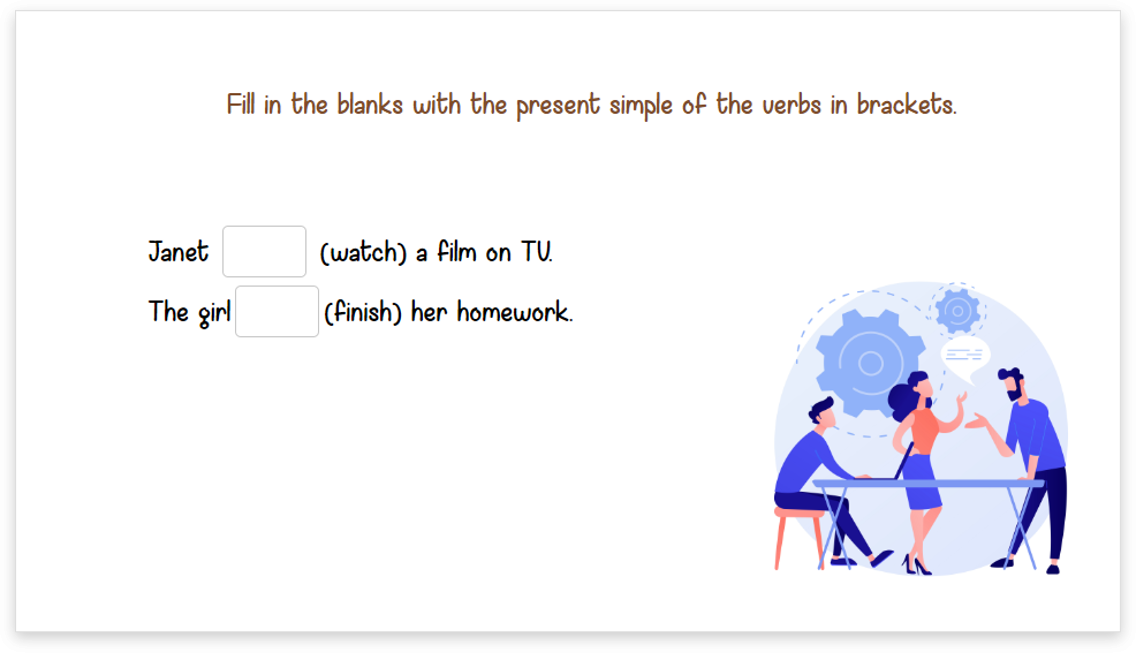 Fill in the blanks with the present simple of the verbs in brackets.
Janet (watch) a film on TV.
The girl (finish) her homework.